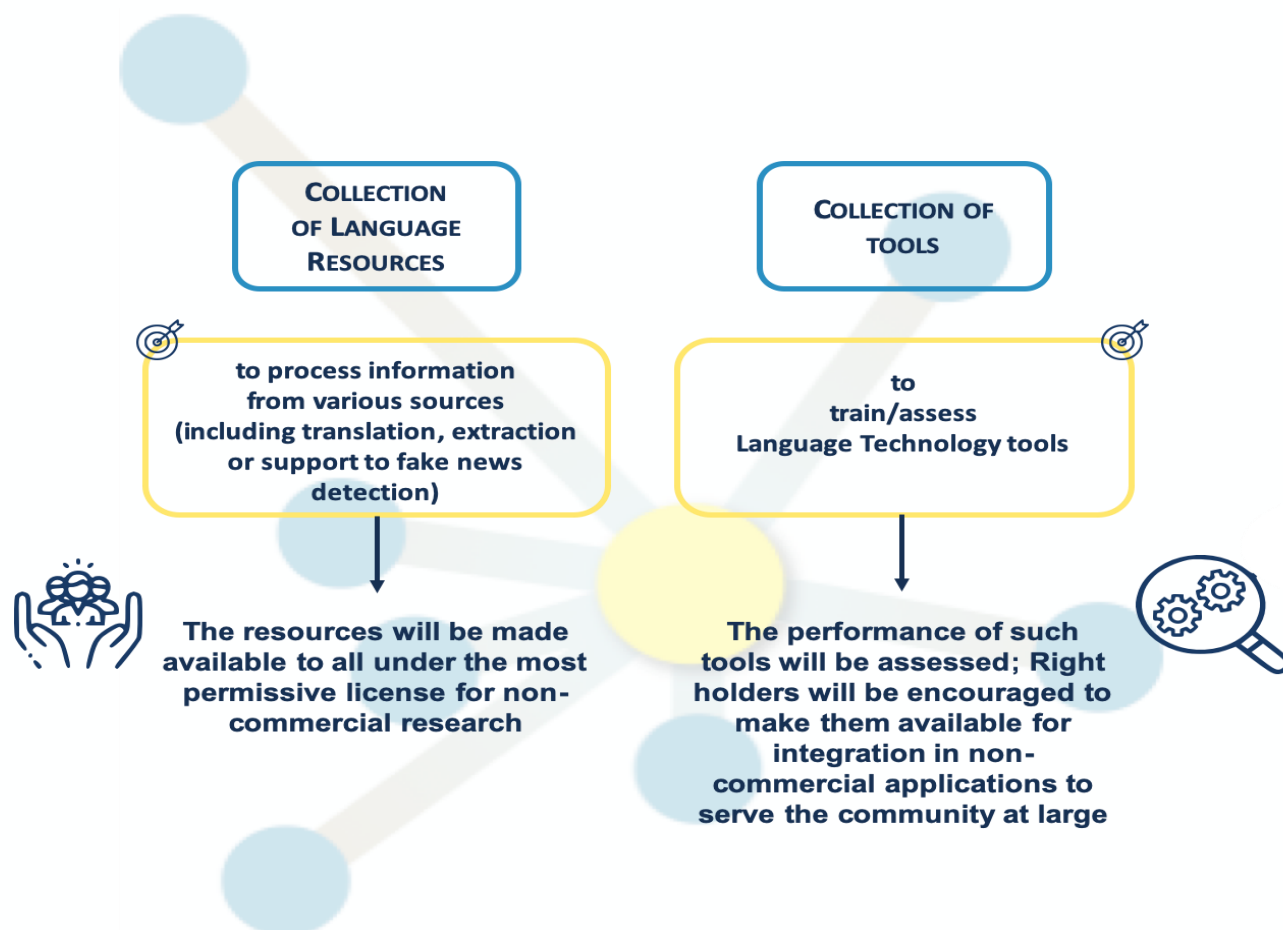 COLLECTION
OF LANGUAGE
RESOURCES
to process information
from various sources
(including translation, extraction
or support to fake news
detection)
The resources will be made
available to all under the most
permissive license for non-
commercial research
COLLECTION OF
TOOLS
to
train/assess
Language Technology tools
The performance of such
tools will be assessed; Right
holders will be encouraged to
make them available for
integration in non-
commercial applications to
serve the community at large